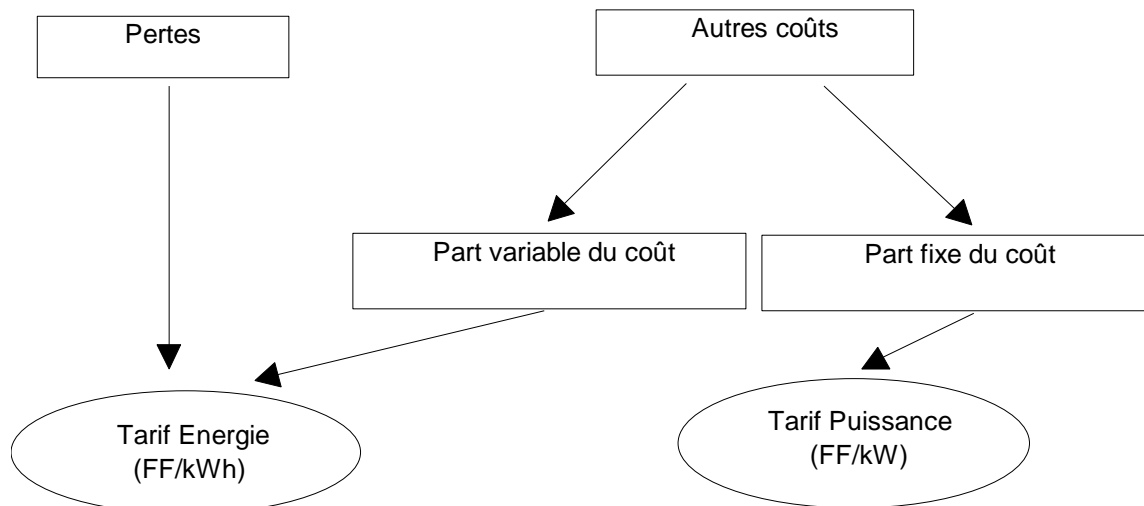 Pertes
Autres coûts
Part variable du coût
Part fixe du coût
Tarif Energie
(FF/kWh)
Tarif Puissance
(FF/kW)